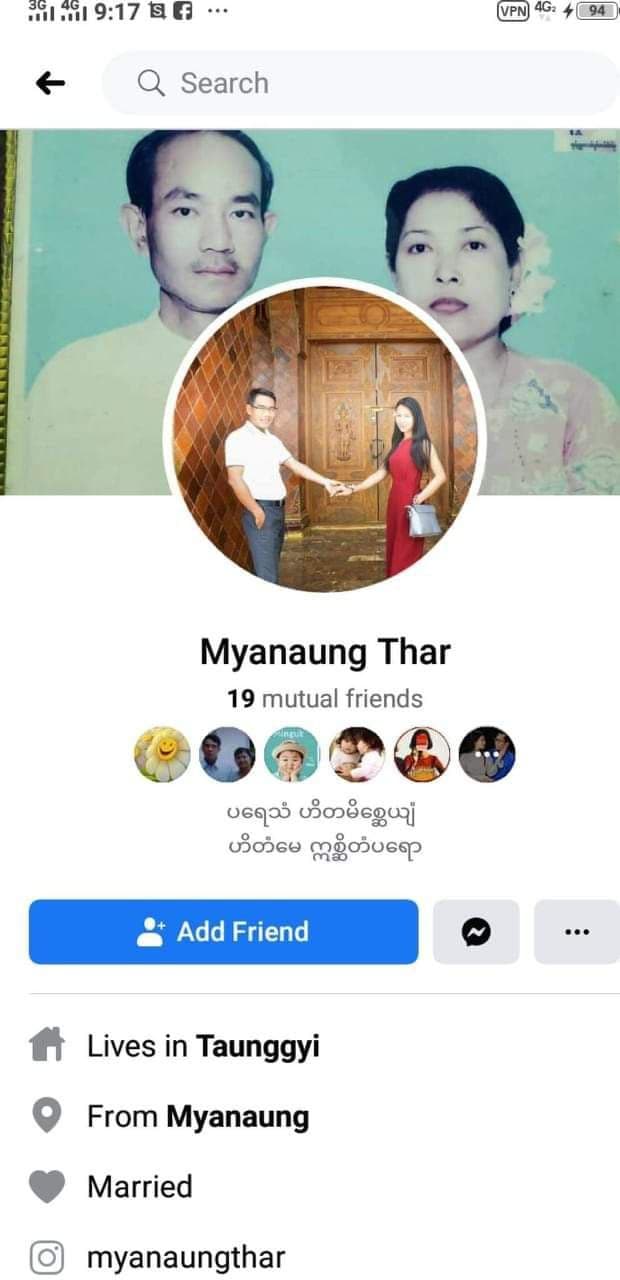 3G 4G 9:17 VPN 4G 94
Search
Myanaung Thar
19 mutual friends
ပရေသံ ဟိတမိစ္ဆေယျံ
ဟိတံမေ ဣစ္ဆိတံပရော
Add Friend
Lives in Taunggyi
From Myanaung
Married
myanaungthar